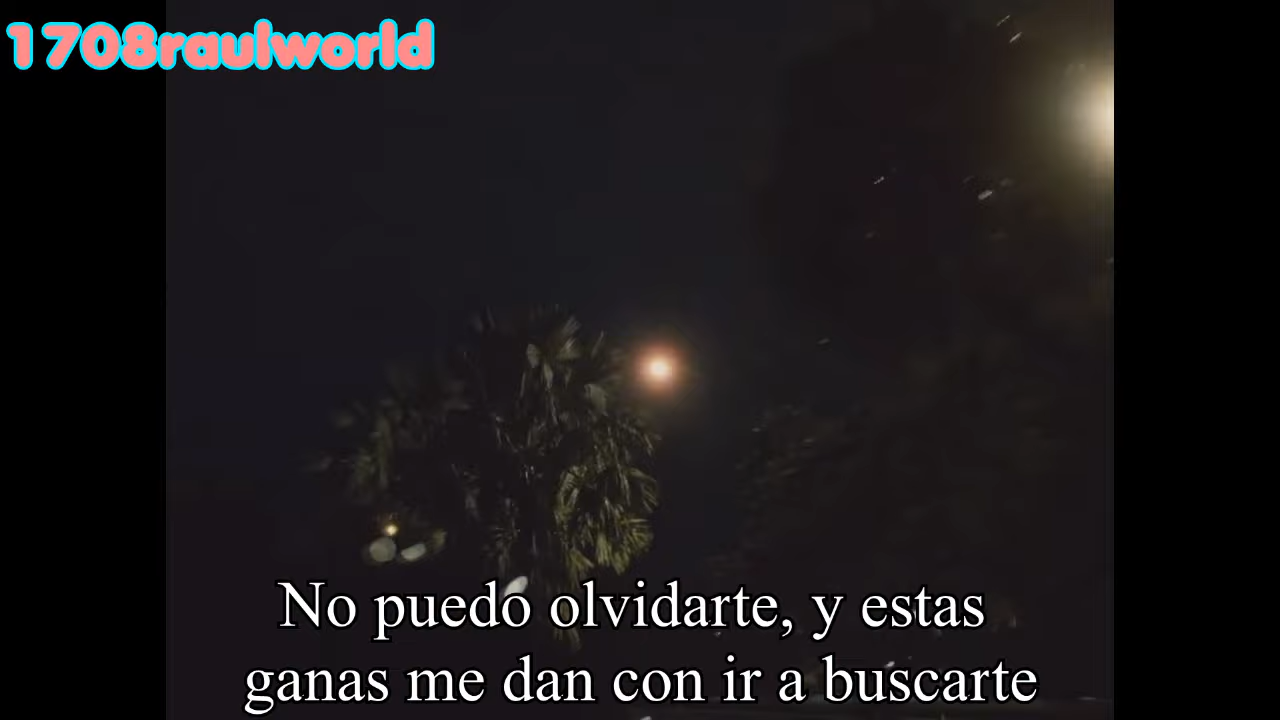 1708raulworld
No puedo olvidarte, y estas
ganas me dan con ir a buscarte